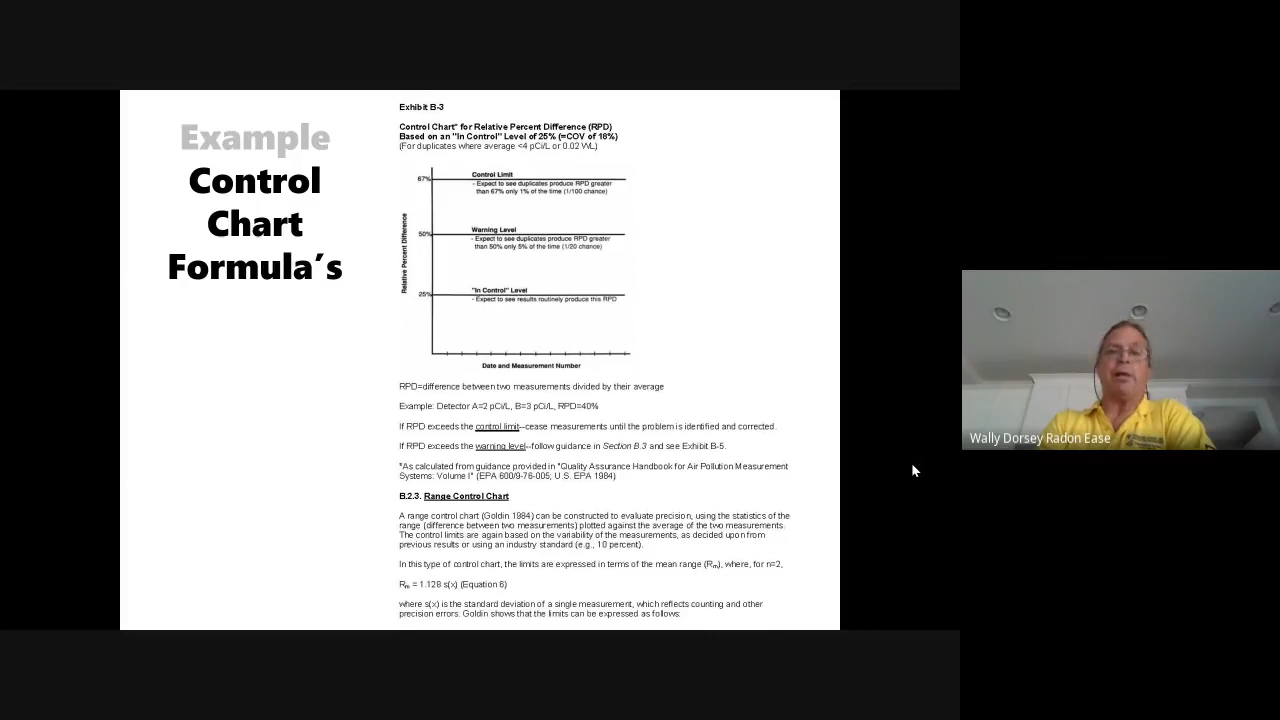 Example
Control
Chart
Formula’s
Exhibit B-3
Control Chart* for Relative Percent Difference (RPD)
Based on an "In Control" Level of 25% (=COV of 18%)
(For duplicates where average <4 pCi/L or 0.02 WL)
67%
Control Limit
- Expect to see duplicates produce RPD greater
than 67% only 1% of the time (1/100 chance)
50%
Warning Level
- Expect to see duplicates produce RPD greater
than 50% only 5% of the time (1/20 chance)
25%
"In Control" Level
- Expect to see results routinely produce this RPD
Relative Percent Difference
Date and Measurement Number
RPD=difference between two measurements divided by their average
Example: Detector A=2 pCi/L, B=3 pCi/L, RPD=40%
If RPD exceeds the control limit--cease measurements until the problem is identified and corrected.
If RPD exceeds the warning level--follow guidance in Section B.3 and see Exhibit B-5.
*As calculated from guidance provided in "Quality Assurance Handbook for Air Pollution Measurement
Systems: Volume I" (EPA 600/9-76-005; U.S. EPA 1984)
B.2.3. Range Control Chart
A range control chart (Goldin 1984) can be constructed to evaluate precision, using the statistics of the
range (difference between two measurements) plotted against the average of the two measurements.
The control limits are again based on the variability of the measurements, as decided upon from
previous results or using an industry standard (e.g., 10 percent).
In this type of control chart, the limits are expressed in terms of the mean range (Rm), where, for n=2,
Rm = 1.128 s(x) (Equation 6)
where s(x) is the standard deviation of a single measurement, which reflects counting and other
precision errors. Goldin shows that the limits can be expressed as follows:
Wally Dorsey Radon Ease